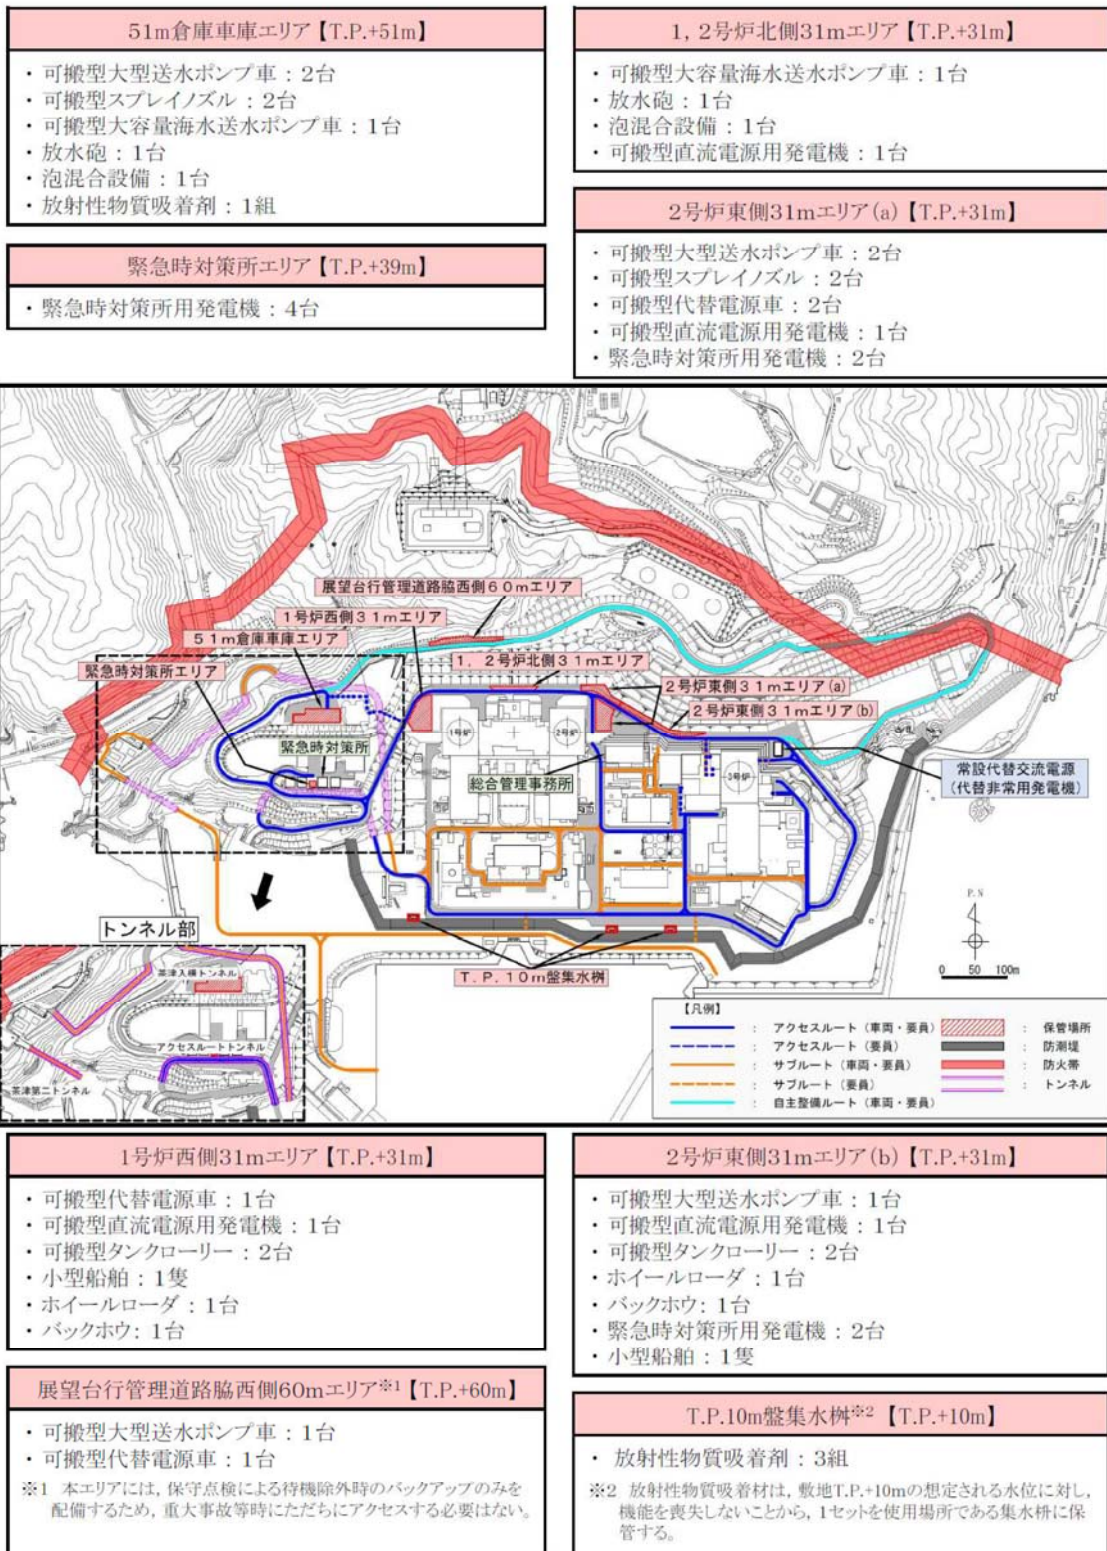 51m倉庫車庫エリア【T.P.+51m】
・可搬型大型送水ポンプ車：2台
・可搬型スプレイノズル：2台
・可搬型大容量海水送水ポンプ車：1台
・放水砲：1台
・泡混合設備：1台
・放射性物質吸着剤：1組
緊急時対策所エリア【T.P.+39m】
・緊急時対策所用発電機：4台
1, 2号炉北側31mエリア【T.P.+31m】
・可搬型大容量海水送水ポンプ車：1台
・放水砲：1台
・泡混合設備：1台
・可搬型直流電源用発電機：1台
2号炉東側31mエリア(a)【T.P.+31m】
・可搬型大型送水ポンプ車：2台
・可搬型スプレイノズル：2台
・可搬型代替電源車：2台
・可搬型直流電源用発電機：1台
・緊急時対策所用発電機：2台
展望台行管理道路脇西側60mエリア
1号炉西側31mエリア
51m倉庫車庫エリア
1，2号炉北側31mエリア
緊急時対策所エリア
2号炉東側31mエリア(a)
2号炉東側31mエリア(b)
1号炉
2号炉
緊急時対策所
総合管理事務所
3号炉
常設代替交流電源
(代替非常用発電機)
トンネル部
茶津入構トンネル
アクセスルートトンネル
茶津第二トンネル
T.P.10m盤集水桝
P.N
0 50 100m
【凡例】
： アクセスルート（車両・要員）
： アクセスルート（要員）
： サブルート（車両・要員）
： サブルート（要員）
： 自主整備ルート（車両・要員）
： 保管場所
： 防潮堤
： 防火帯
： トンネル
1号炉西側31mエリア【T.P.+31m】
・可搬型代替電源車：1台
・可搬型直流電源用発電機：1台
・可搬型タンクローリー：2台
・小型船舶：1隻
・ホイールローダ：1台
・バックホウ：1台
展望台行管理道路脇西側60mエリア※1【T.P.+60m】
・可搬型大型送水ポンプ車：1台
・可搬型代替電源車：1台
※1 本エリアには，保守点検による待機除外時のバックアップのみを
配備するため，重大事故等時にただちにアクセスする必要はない。
2号炉東側31mエリア(b)【T.P.+31m】
・可搬型大型送水ポンプ車：1台
・可搬型直流電源用発電機：1台
・可搬型タンクローリー：2台
・ホイールローダ：1台
・バックホウ：1台
・緊急時対策所用発電機：2台
・小型船舶：1隻
T.P.10m盤集水桝※2【T.P.+10m】
・放射性物質吸着剤：3組
※2 放射性物質吸着材は，敷地T.P.+10mの想定される水位に対し，
機能を喪失しないことから，1セットを使用場所である集水枡に保
管する。